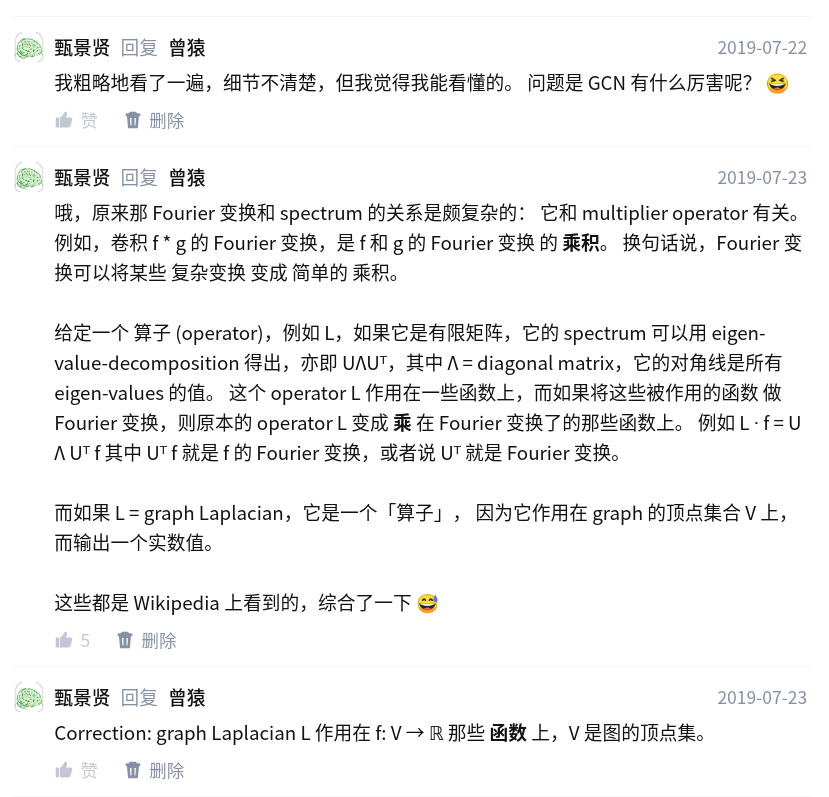 甄景贤 回复 曾猿 2019-07-22
我粗略地看了一遍，细节不清楚，但我觉得我能看懂的。 问题是 GCN 有什么厉害呢？ 😆
赞 删除
甄景贤 回复 曾猿 2019-07-23
哦，原来那 Fourier 变换和 spectrum 的关系是颇复杂的： 它和 multiplier operator 有关。
例如，卷积 f * g 的 Fourier 变换，是 f 和 g 的 Fourier 变换 的 乘积。 换句话说，Fourier 变
换可以将某些 复杂变换 变成 简单的 乘积。
给定一个 算子 (operator)，例如 L，如果它是有限矩阵，它的 spectrum 可以用 eigen-
value-decomposition 得出，亦即 UΛUᵀ，其中 Λ = diagonal matrix，它的对角线是所有
eigen-values 的值。 这个 operator L 作用在一些函数上，而如果将这些被作用的函数 做
Fourier 变换，则原本的 operator L 变成 乘 在 Fourier 变换了的那些函数上。 例如 L · f = U
Λ Uᵀ f 其中 Uᵀ f 就是 f 的 Fourier 变换，或者说 Uᵀ 就是 Fourier 变换。
而如果 L = graph Laplacian，它是一个「算子」， 因为它作用在 graph 的顶点集合 V 上，
而输出一个实数值。
这些都是 Wikipedia 上看到的，综合了一下 😅
5 删除
甄景贤 回复 曾猿 2019-07-23
Correction: graph Laplacian L 作用在 f: V → ℝ 那些 函数 上，V 是图的顶点集。
赞 删除